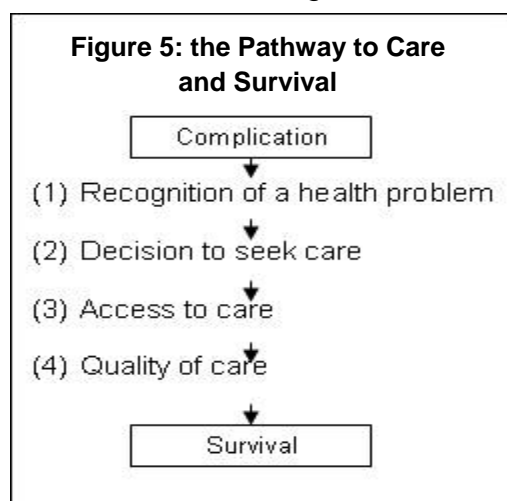 Figure 5: the Pathway to Care
and Survival
Complication
(1) Recognition of a health problem
(2) Decision to seek care
(3) Access to care
(4) Quality of care
Survival